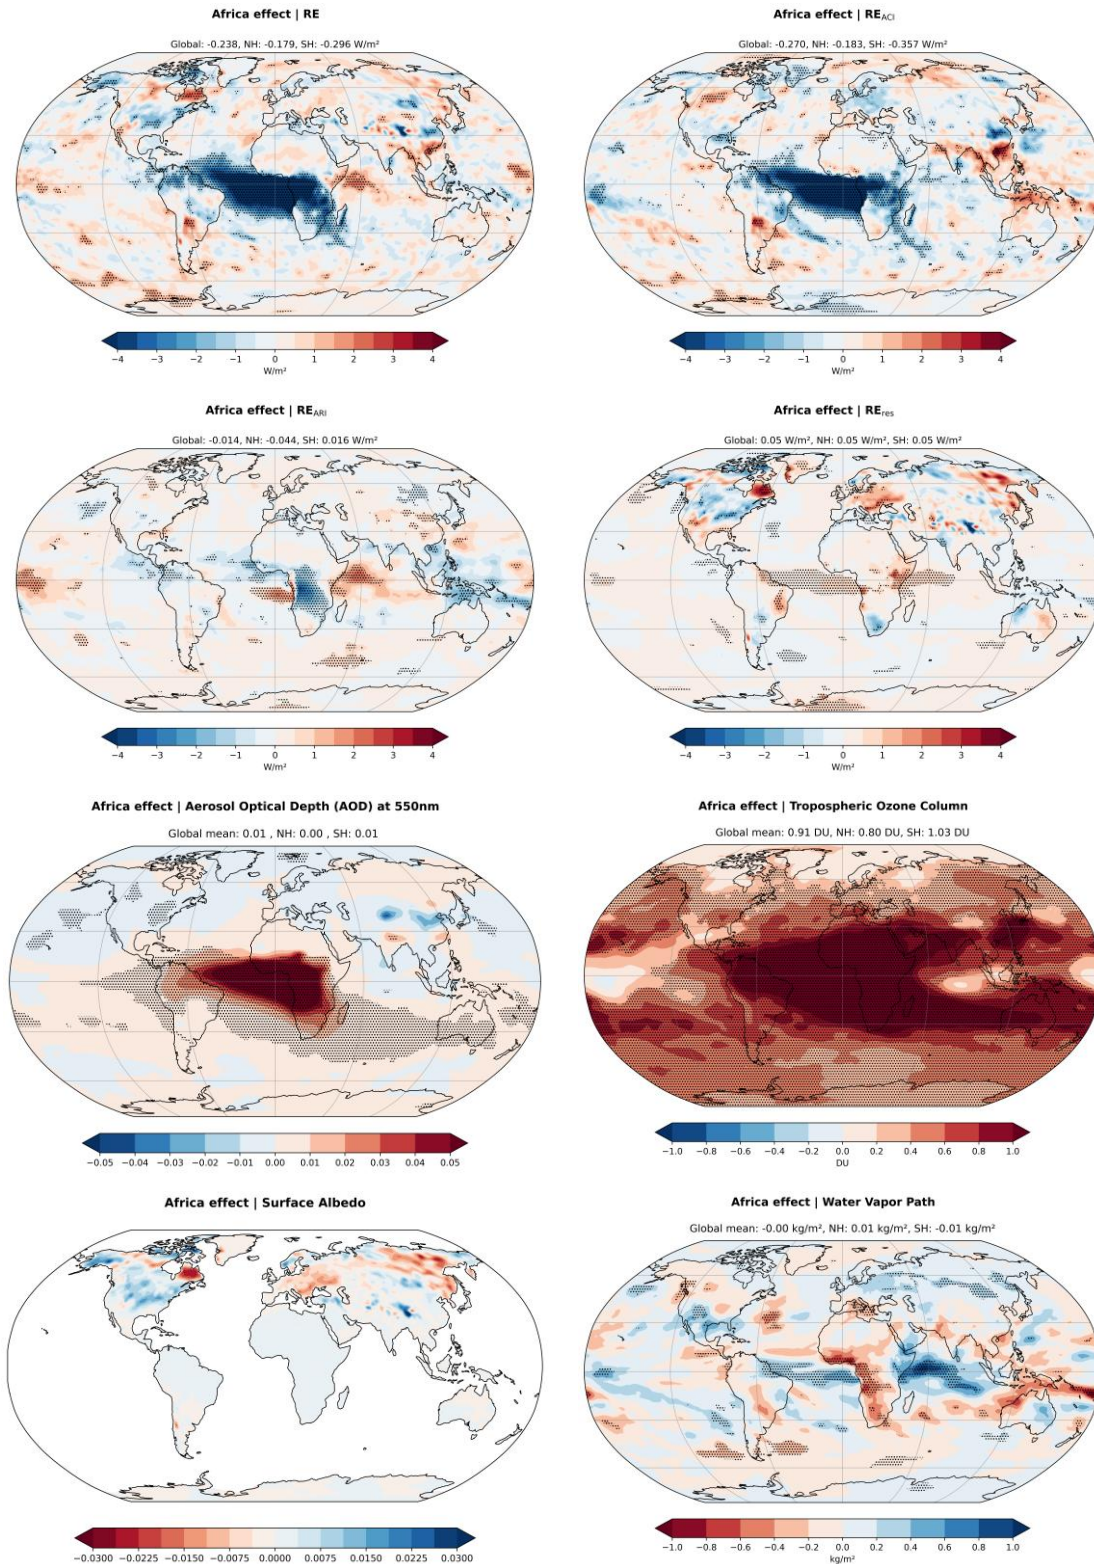 Africa effect | RE
Global: -0.238, NH: -0.179, SH: -0.296 W/m²
−4 −3 −2 −1 0 1 2 3 4
W/m²
Africa effect | REACI
Global: -0.270, NH: -0.183, SH: -0.357 W/m²
−4 −3 −2 −1 0 1 2 3 4
W/m²
Africa effect | REARI
Global: -0.014, NH: -0.044, SH: 0.016 W/m²
−4 −3 −2 −1 0 1 2 3 4
W/m²
Africa effect | REres
Global: 0.05 W/m², NH: 0.05 W/m², SH: 0.05 W/m²
−4 −3 −2 −1 0 1 2 3 4
W/m²
Africa effect | Aerosol Optical Depth (AOD) at 550nm
Global mean: 0.01 , NH: 0.00 , SH: 0.01
−0.05 −0.04 −0.03 −0.02 −0.01 0.00 0.01 0.02 0.03 0.04 0.05
Africa effect | Tropospheric Ozone Column
Global mean: 0.91 DU, NH: 0.80 DU, SH: 1.03 DU
−1.0 −0.8 −0.6 −0.4 −0.2 0.0 0.2 0.4 0.6 0.8 1.0
DU
Africa effect | Surface Albedo
−0.0300 −0.0225 −0.0150 −0.0075 0.0000 0.0075 0.0150 0.0225 0.0300
Africa effect | Water Vapor Path
Global mean: -0.00 kg/m², NH: 0.01 kg/m², SH: -0.01 kg/m²
−1.0 −0.8 −0.6 −0.4 −0.2 0.0 0.2 0.4 0.6 0.8 1.0
kg/m²